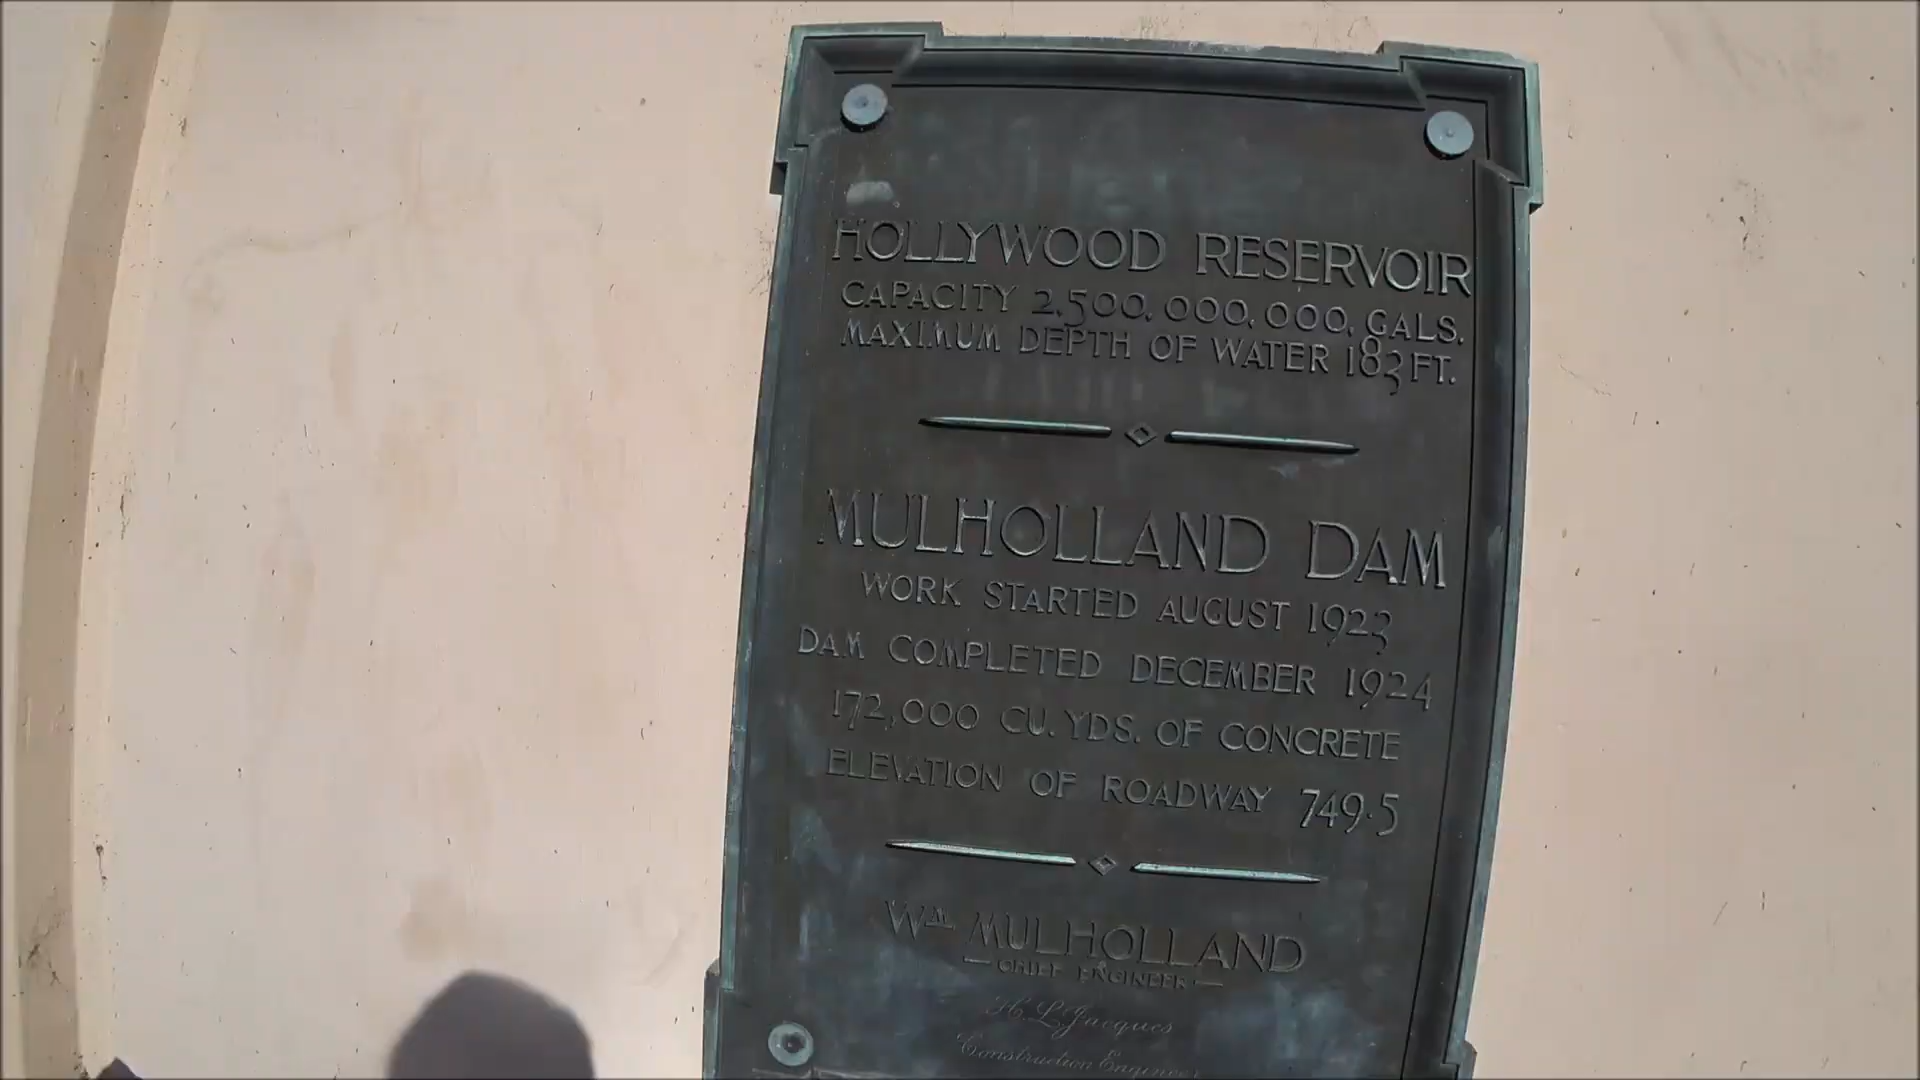 HOLLYWOOD RESERVOIR
CAPACITY 2,500,000,000, GALS.
MAXIMUM DEPTH OF WATER 183 FT.
MULHOLLAND DAM
WORK STARTED AUGUST 1923
DAM COMPLETED DECEMBER 1924
172,000 CU. YDS. OF CONCRETE
ELEVATION OF ROADWAY 749.5
WM MULHOLLAND
— CHIEF ENGINEER —
H. L. Jacques
Construction Engineer